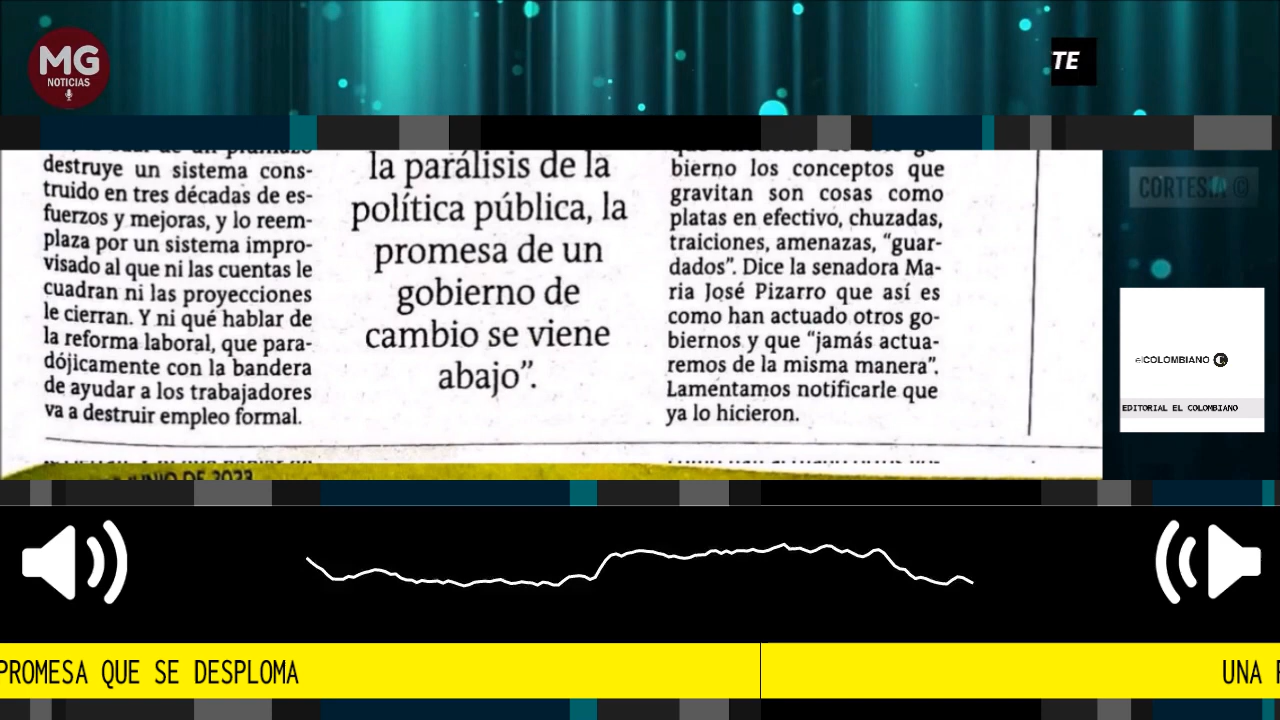 MG
NOTICIAS
TE
destruye un sistema cons-
truido en tres décadas de es-
fuerzos y mejoras, y lo reem-
plaza por un sistema impro-
visado al que ni las cuentas le
cuadran ni las proyecciones
le cierran. Y ni qué hablar de
la reforma laboral, que para-
dójicamente con la bandera
de ayudar a los trabajadores
va a destruir empleo formal.
la parálisis de la
política pública, la
promesa de un
gobierno de
cambio se viene
abajo”.
bierno los conceptos que
gravitan son cosas como
platas en efectivo, chuzadas,
traiciones, amenazas, “guar-
dados”. Dice la senadora Ma-
ria José Pizarro que así es
como han actuado otros go-
biernos y que “jamás actua-
remos de la misma manera”.
Lamentamos notificarle que
ya lo hicieron.
CORTESÍA ©
elCOLOMBIANO
EDITORIAL EL COLOMBIANO
PROMESA QUE SE DESPLOMA
UNA